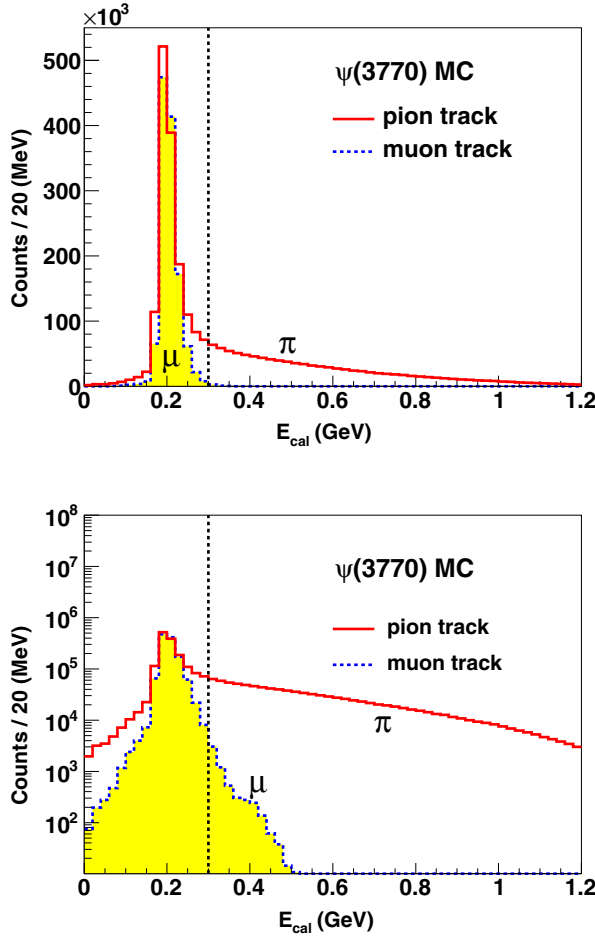 ×10³
500
400
300
200
100
0
Counts / 20 (MeV)
ψ(3770) MC
pion track
muon track
μ
π
0 0.2 0.4 0.6 0.8 1 1.2
E_cal (GeV)
10⁸
10⁷
10⁶
10⁵
10⁴
10³
10²
Counts / 20 (MeV)
ψ(3770) MC
pion track
muon track
π
μ
0 0.2 0.4 0.6 0.8 1 1.2
E_cal (GeV)